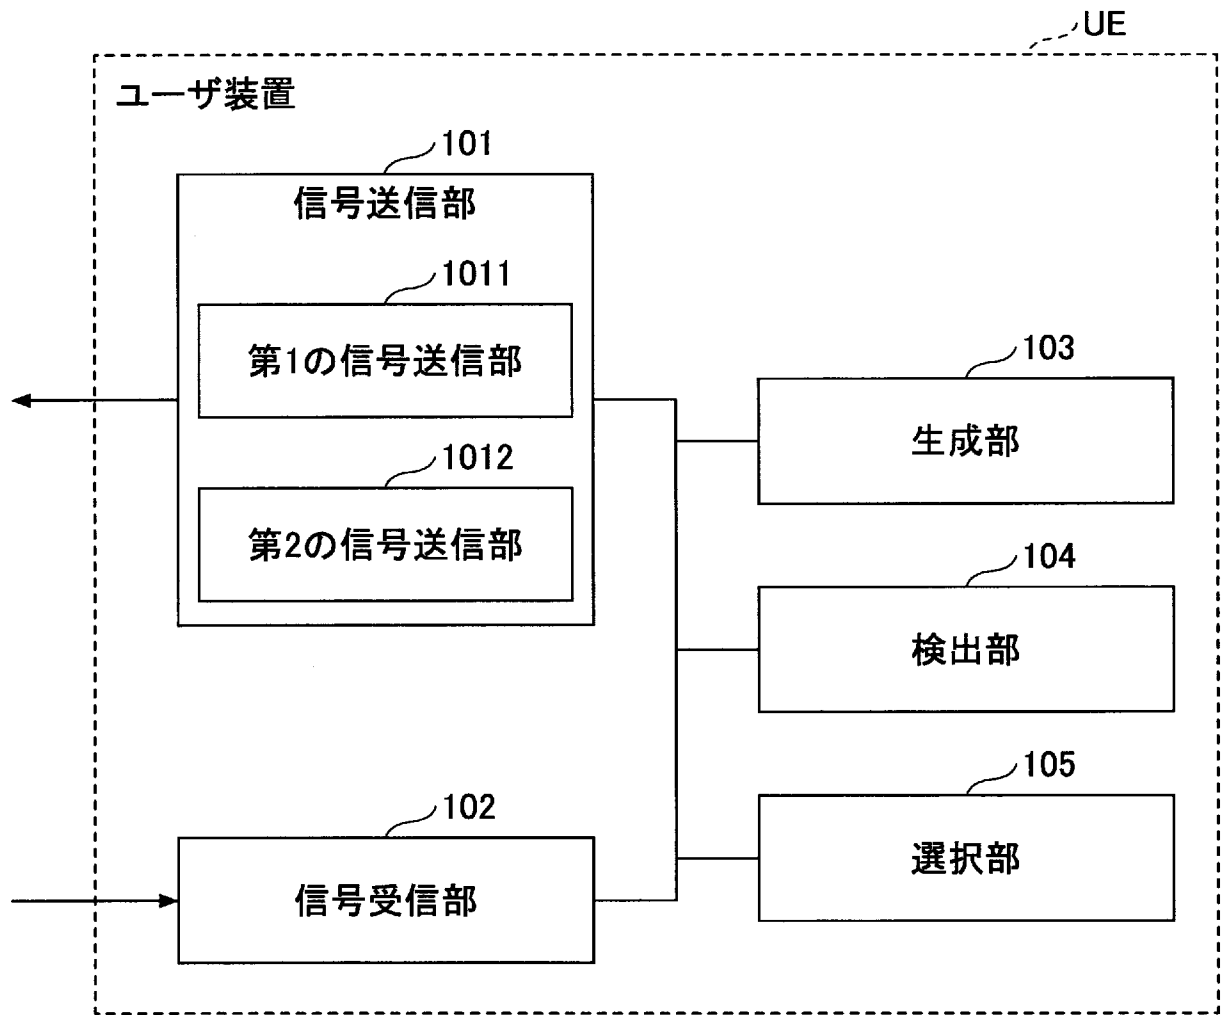 UE
ユーザ装置
101
信号送信部
1011
第1の信号送信部
1012
第2の信号送信部
103
生成部
104
検出部
105
選択部
102
信号受信部